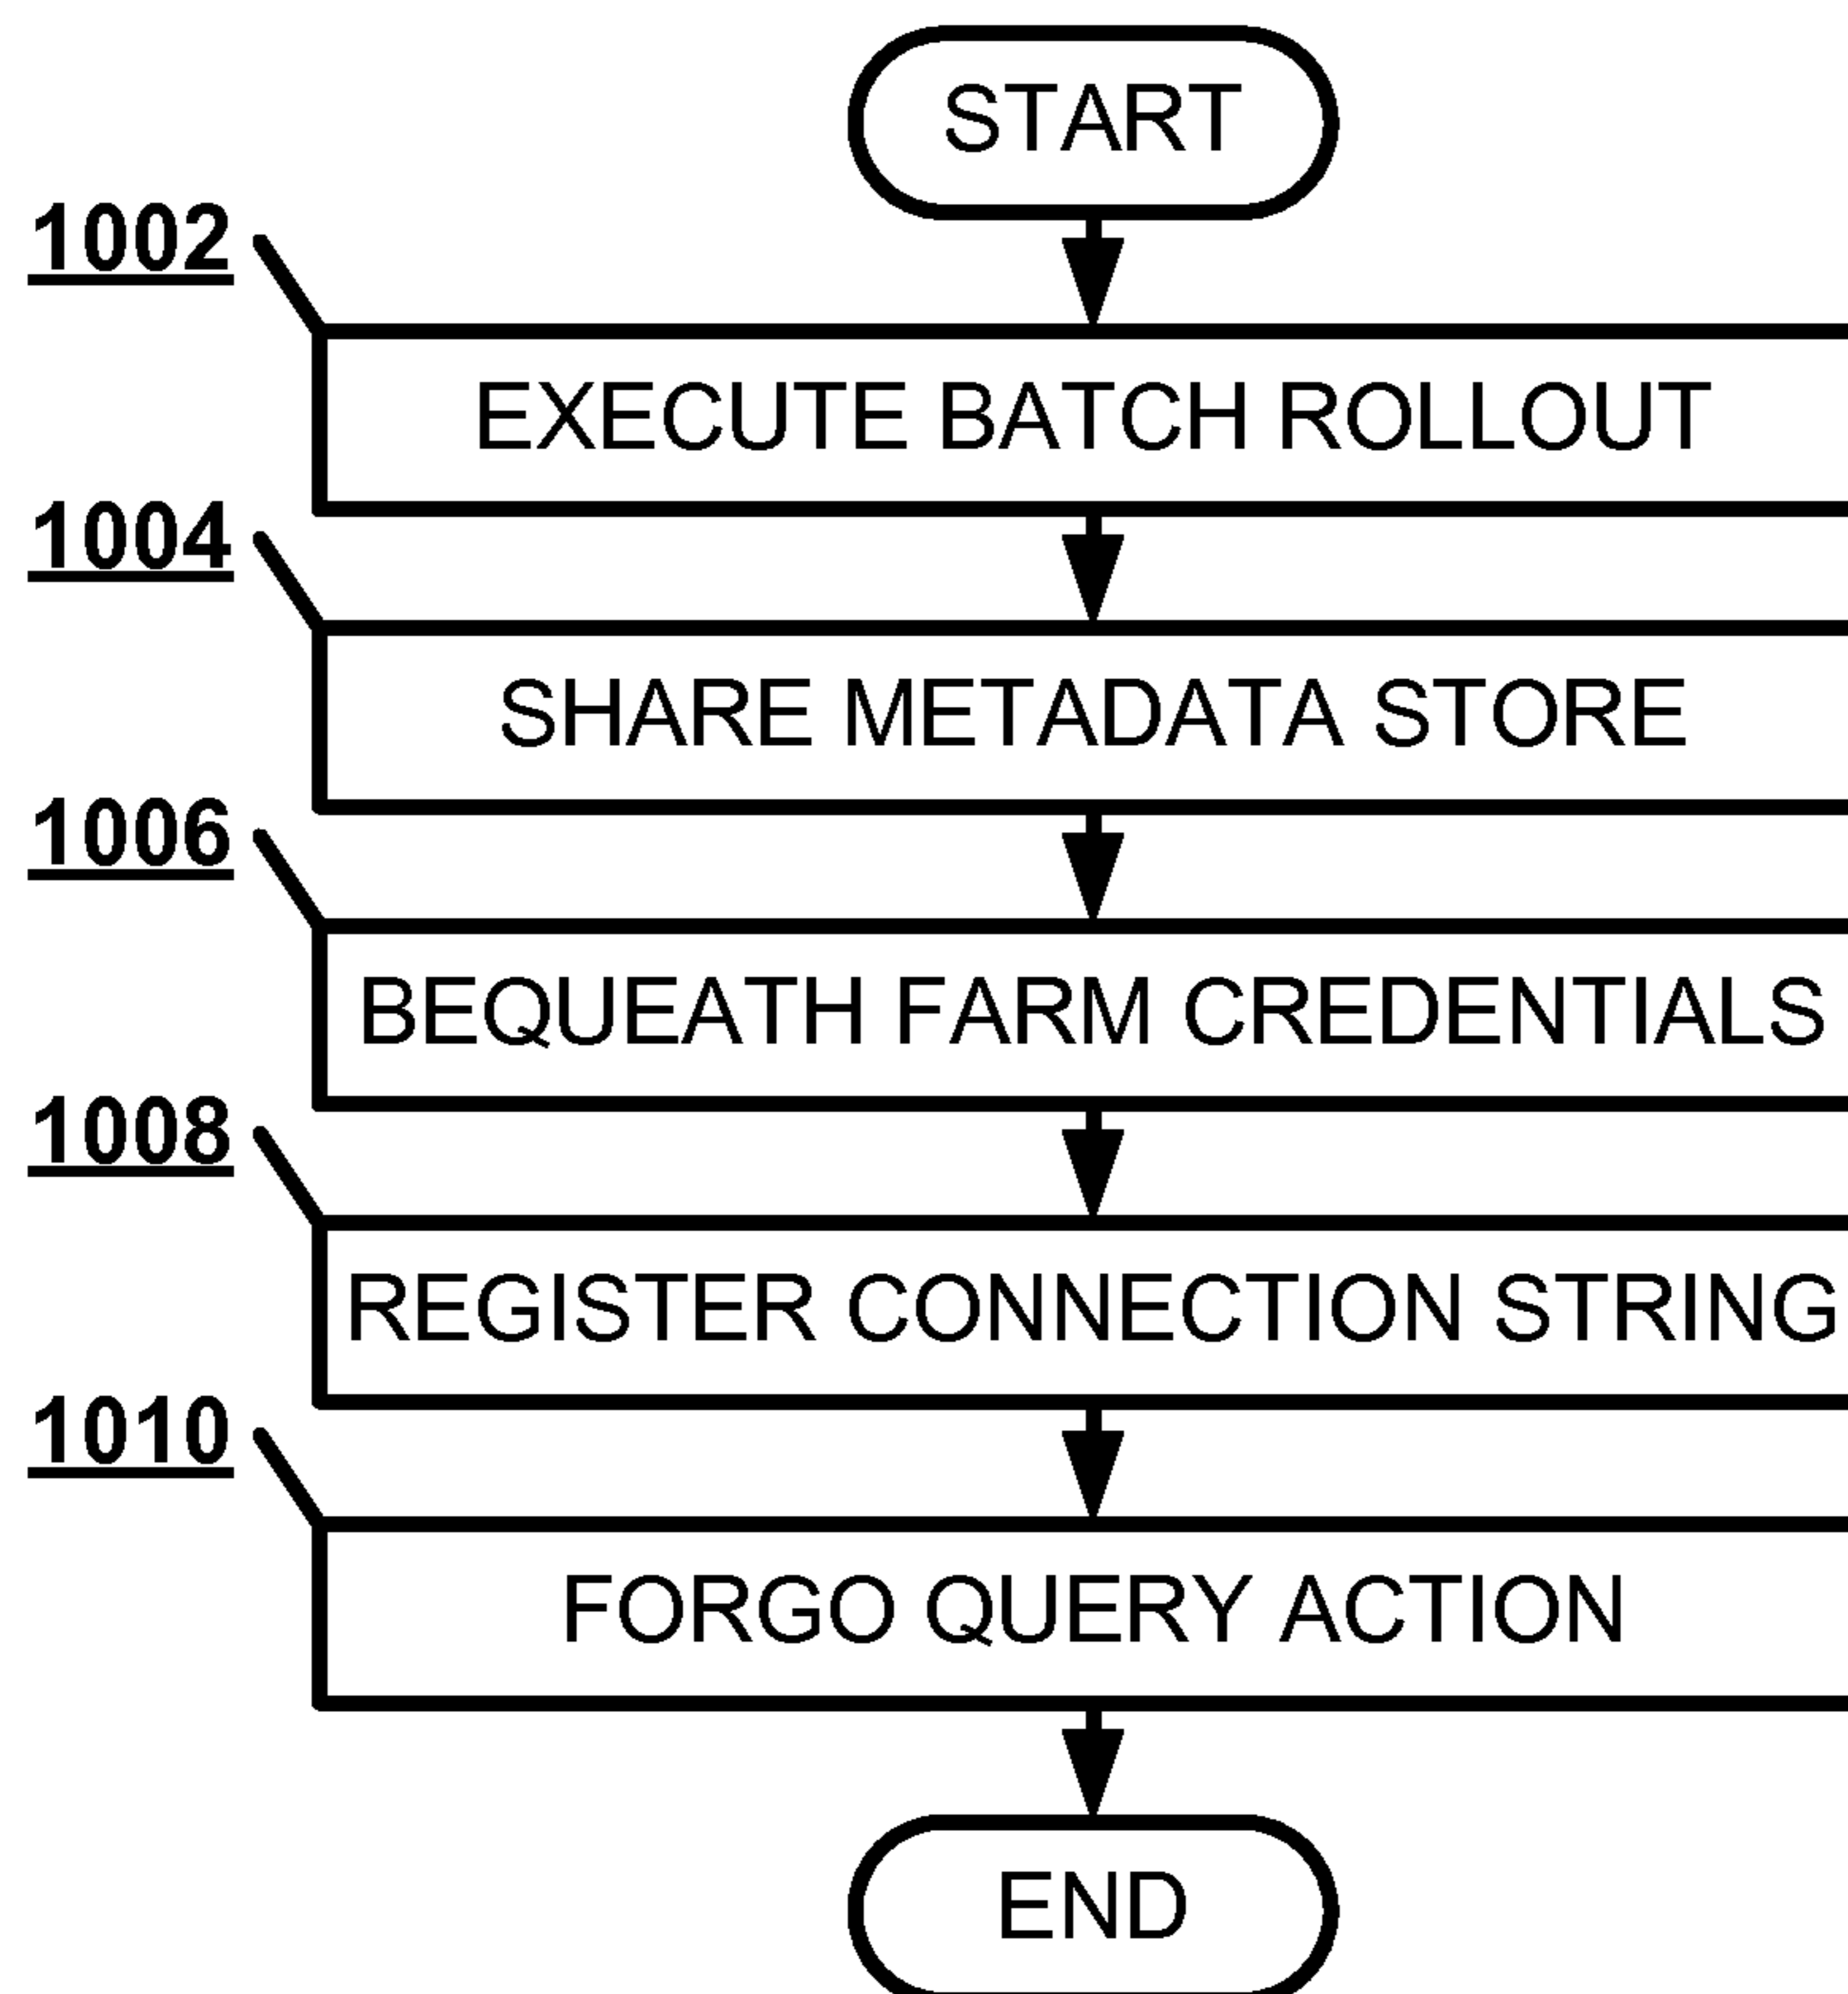 START
1002
EXECUTE BATCH ROLLOUT
1004
SHARE METADATA STORE
1006
BEQUEATH FARM CREDENTIALS
1008
REGISTER CONNECTION STRING
1010
FORGO QUERY ACTION
END